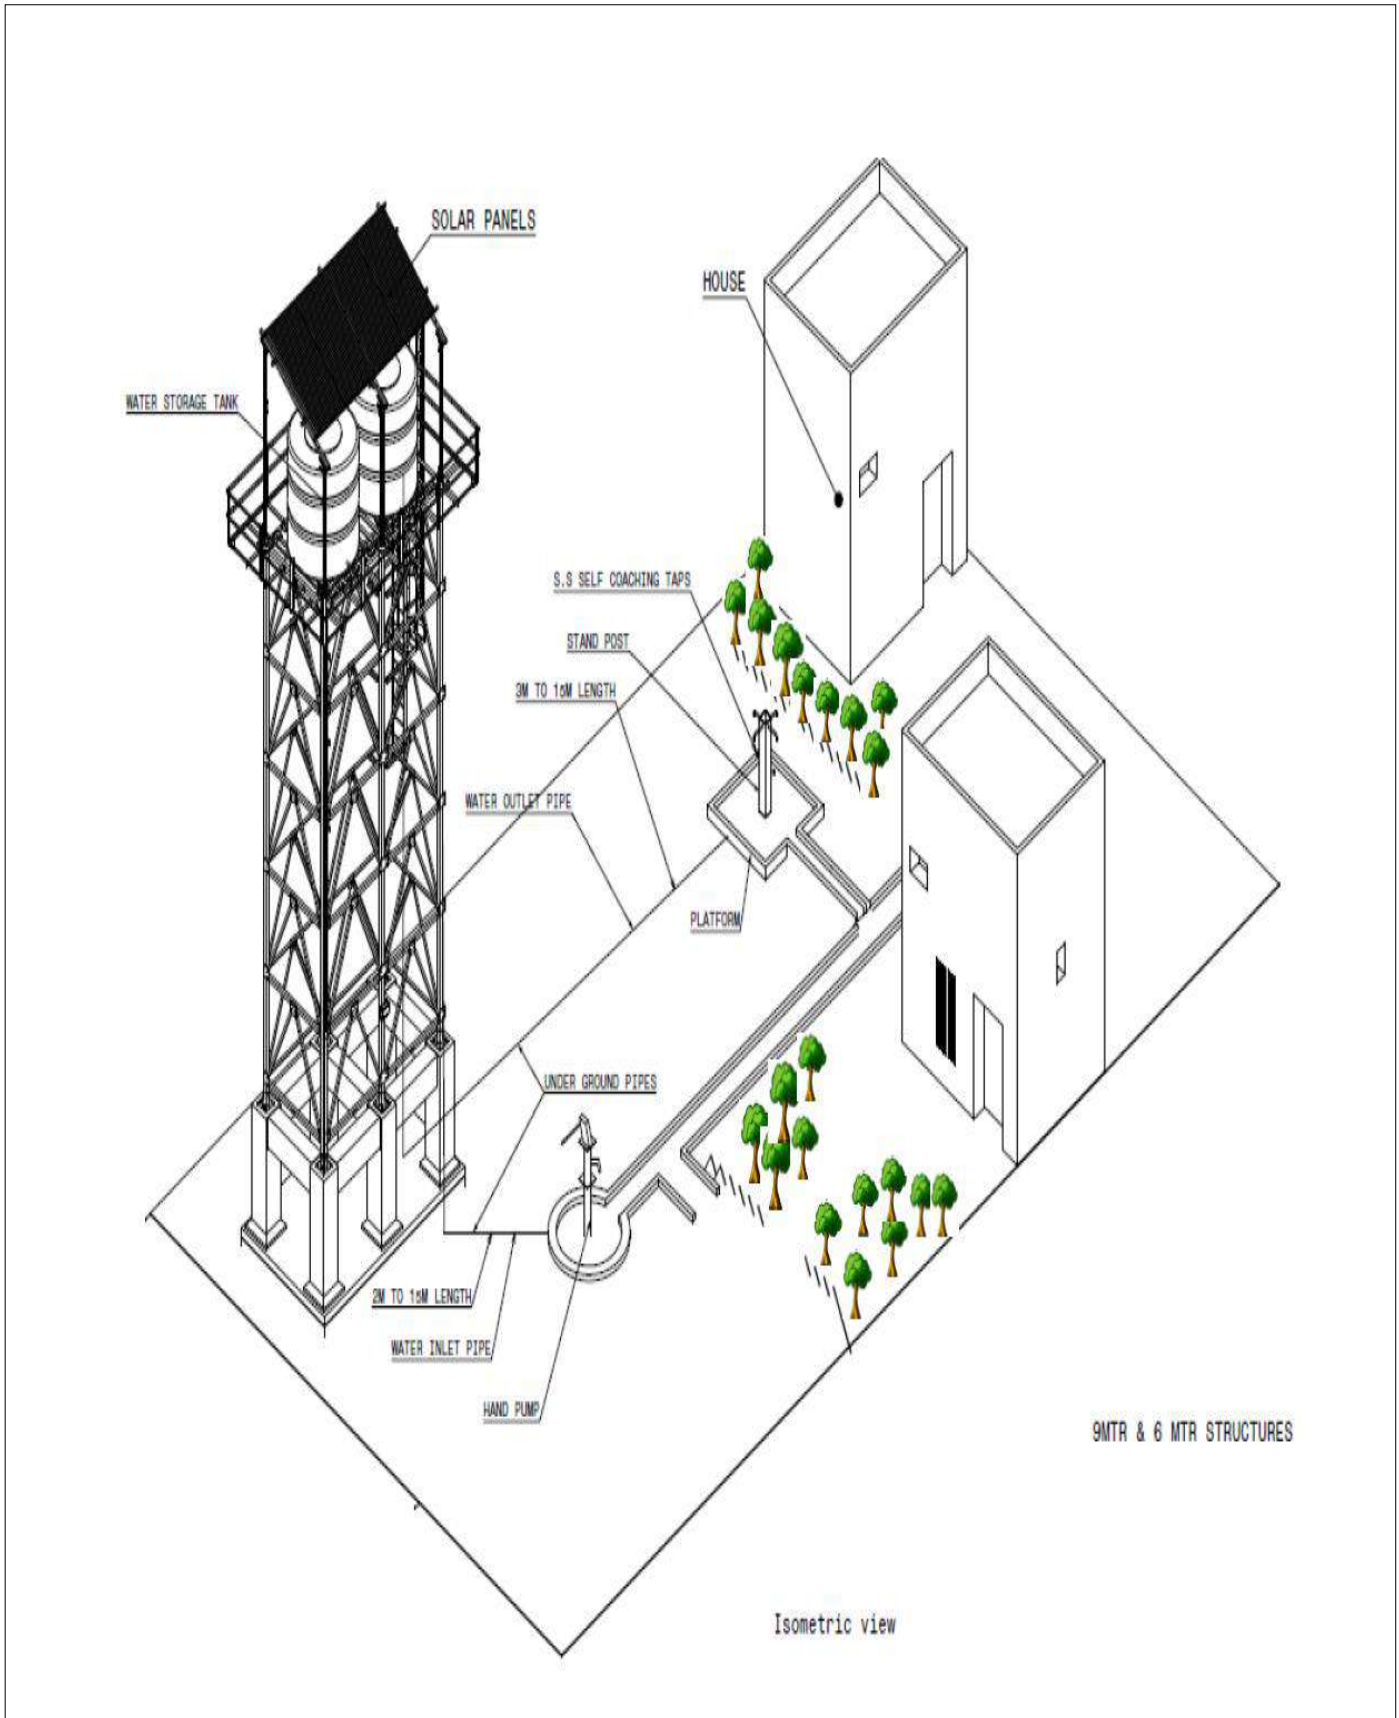 SOLAR PANELS
HOUSE
WATER STORAGE TANK
S.S SELF COACHING TAPS
STAND POST
3M TO 15M LENGTH
WATER OUTLET PIPE
PLATFORM
UNDER GROUND PIPES
2M TO 15M LENGTH
WATER INLET PIPE
HAND PUMP
9MTR & 6 MTR STRUCTURES
Isometric view